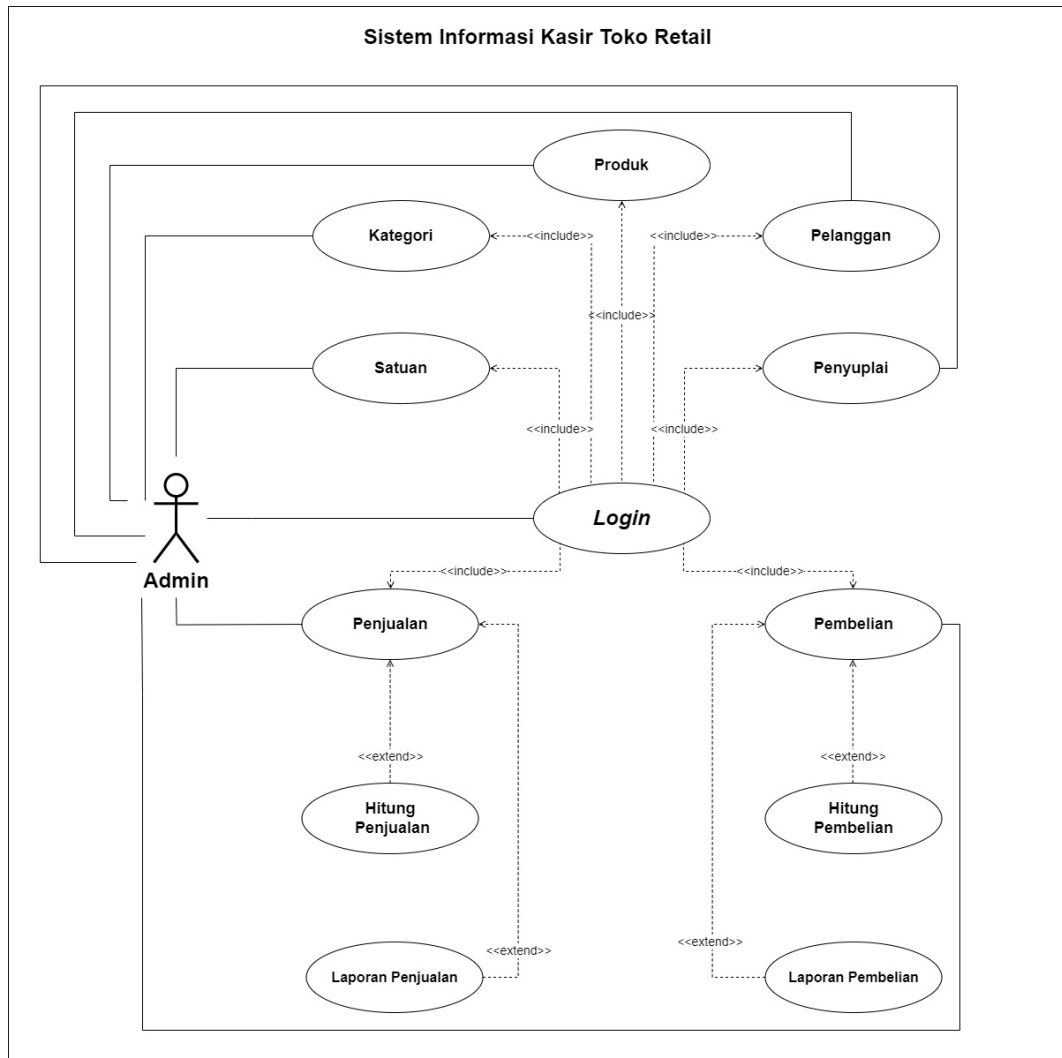 Sistem Informasi Kasir Toko Retail
Produk
Kategori
<<include>>
<<include>>
Pelanggan
<<include>>
Satuan
Penyuplai
<<include>>
<<include>>
Login
Admin
<<include>>
<<include>>
Penjualan
Pembelian
<<extend>>
<<extend>>
Hitung
Penjualan
Hitung
Pembelian
<<extend>>
<<extend>>
Laporan Penjualan
Laporan Pembelian